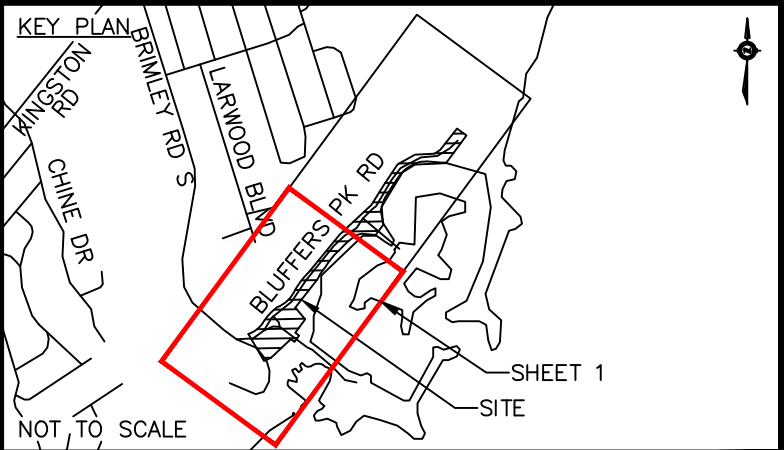 KEY PLAN
KINGSTON
RD
BRIMLEY RD S
LARWOOD BLVD
CHINE DR
BLUFFERS PK RD
SHEET 1
SITE
NOT TO SCALE